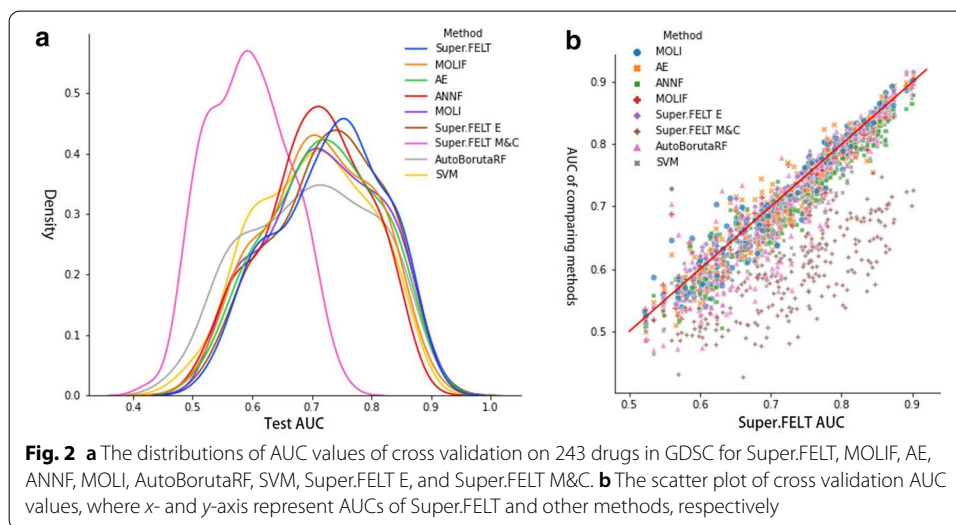 a
Method
Super.FELT
MOLIF
AE
ANNF
MOLI
Super.FELT E
Super.FELT M&C
AutoBorutaRF
SVM
Density
0.5
0.4
0.3
0.2
0.1
0.0
0.4 0.5 0.6 0.7 0.8 0.9 1.0
Test AUC
b
Method
MOLI
AE
ANNF
MOLIF
Super.FELT E
Super.FELT M&C
AutoBorutaRF
SVM
AUC of comparing methods
0.9
0.8
0.7
0.6
0.5
0.5 0.6 0.7 0.8 0.9
Super.FELT AUC
Fig. 2 a The distributions of AUC values of cross validation on 243 drugs in GDSC for Super.FELT, MOLIF, AE,
ANNF, MOLI, AutoBorutaRF, SVM, Super.FELT E, and Super.FELT M&C. b The scatter plot of cross validation AUC
values, where x- and y-axis represent AUCs of Super.FELT and other methods, respectively